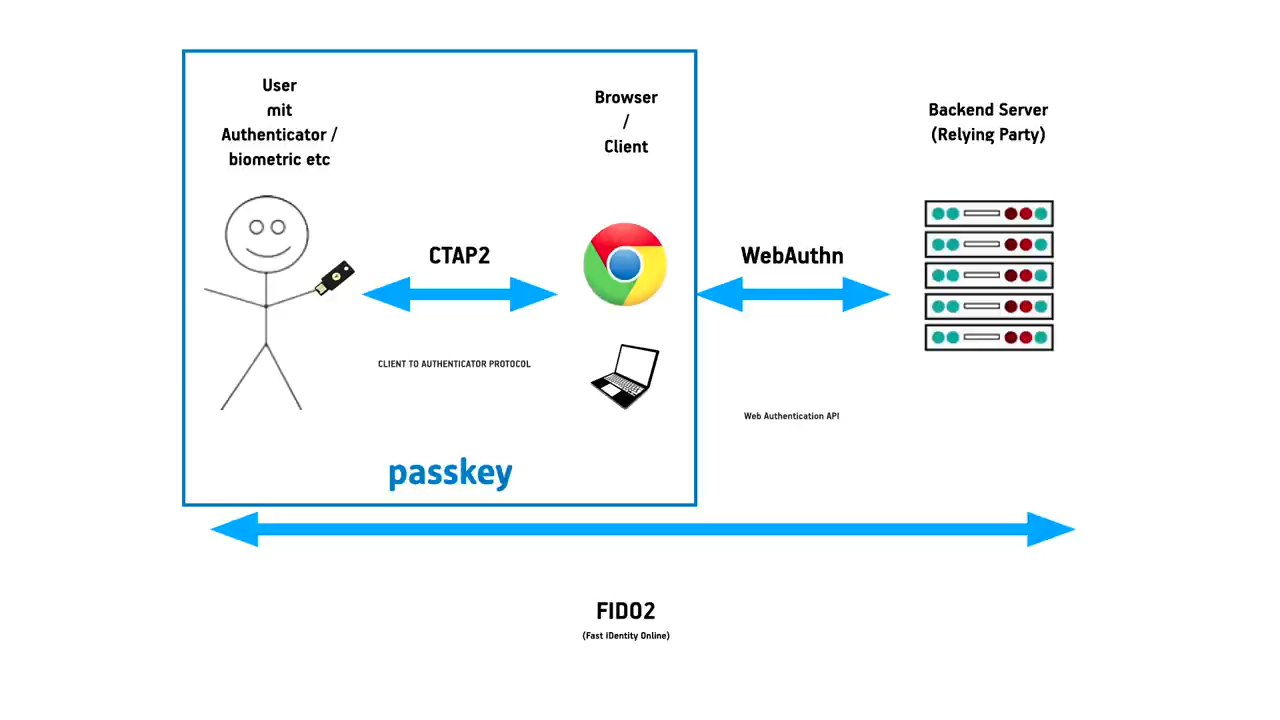 User
mit
Authenticator /
biometric etc
Browser
/
Client
Backend Server
(Relying Party)
CTAP2
WebAuthn
CLIENT TO AUTHENTICATOR PROTOCOL
Web Authentication API
passkey
FIDO2
(Fast IDentity Online)